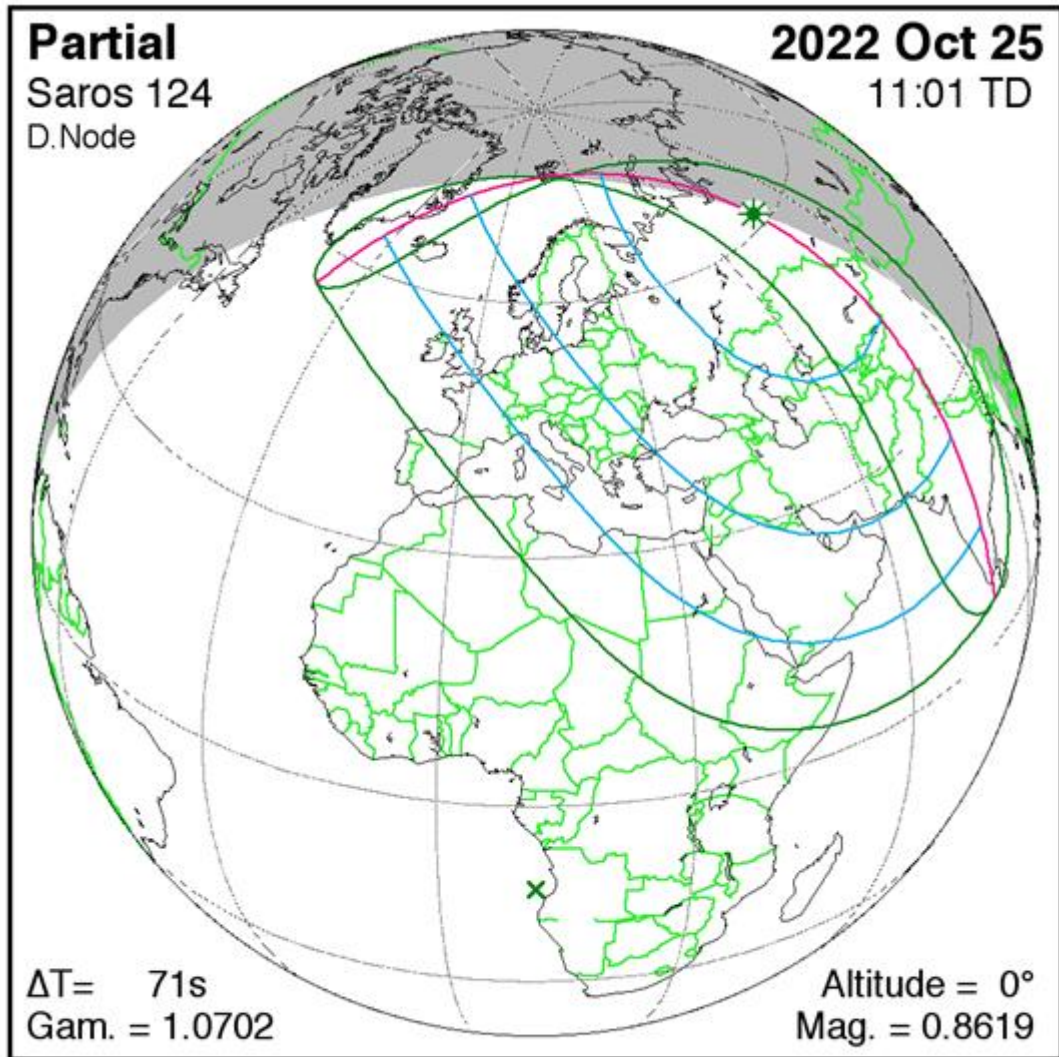 Partial
Saros 124
D.Node
2022 Oct 25
11:01 TD
ΔT= 71s
Gam. = 1.0702
Altitude = 0°
Mag. = 0.8619